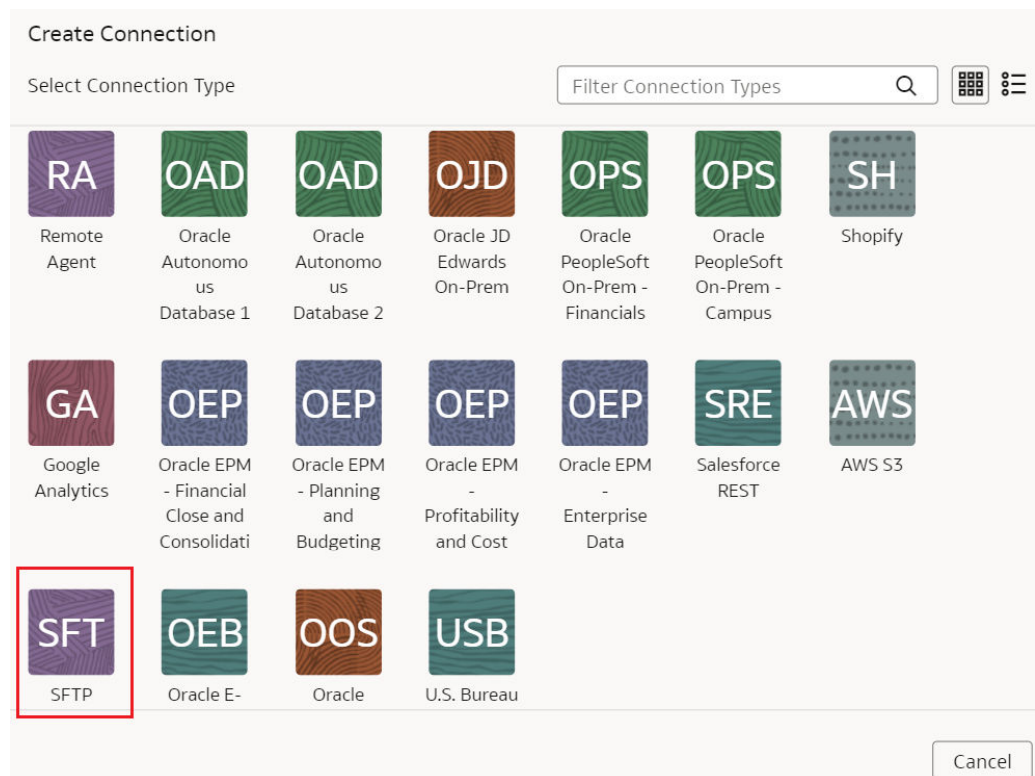 Create Connection
Select Connection Type
Filter Connection Types
RA OAD OAD OJD OPS OPS SH
Remote Oracle Oracle Oracle JD Oracle Oracle Shopify
Agent Autonomo Autonomo Edwards PeopleSoft PeopleSoft
us us On-Prem On-Prem - On-Prem -
Database 1 Database 2 Financials Campus
GA OEP OEP OEP OEP SRE AWS
Google Oracle EPM Oracle EPM Oracle EPM Oracle EPM Salesforce AWS S3
Analytics - Financial - Planning - - REST
Close and and Profitability Enterprise
Consolidati Budgeting and Cost Data
SFT OEB OOS USB
SFTP Oracle E- Oracle U.S. Bureau
Cancel